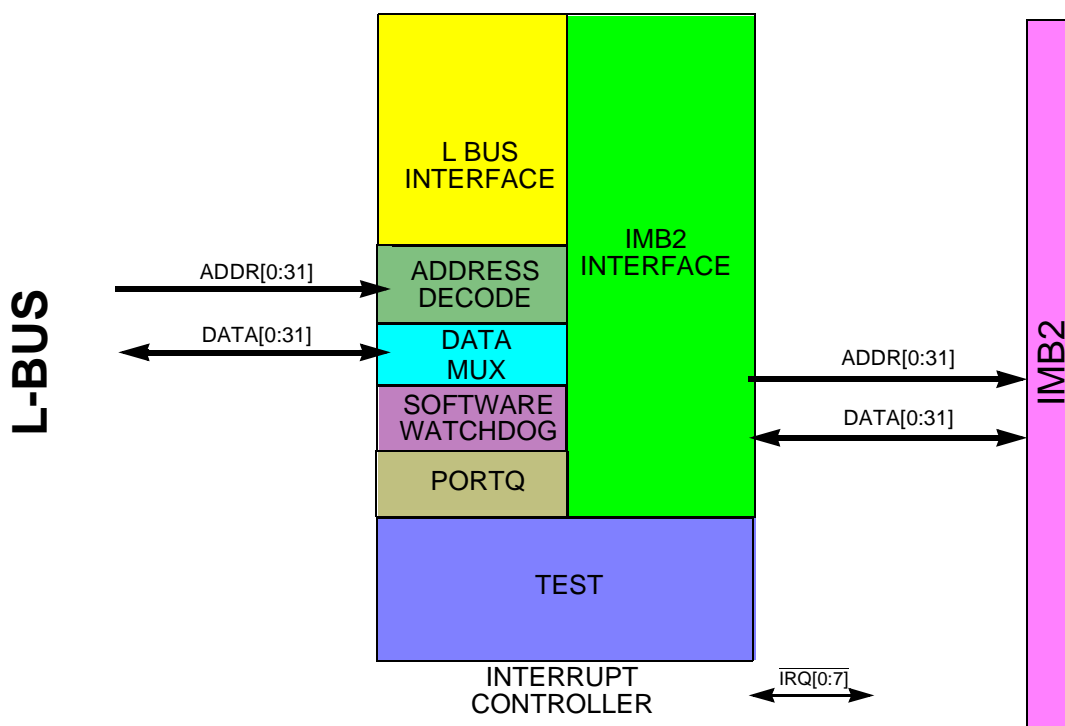 L BUS
INTERFACE
IMB2
INTERFACE
ADDR[0:31]
ADDRESS
DECODE
L-BUS
DATA[0:31]
DATA
MUX
ADDR[0:31]
IMB2
SOFTWARE
WATCHDOG
DATA[0:31]
PORTQ
TEST
INTERRUPT
CONTROLLER
IRQ[0:7]